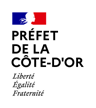 PRÉFET
DE LA
CÔTE-D'OR
Liberté
Égalité
Fraternité